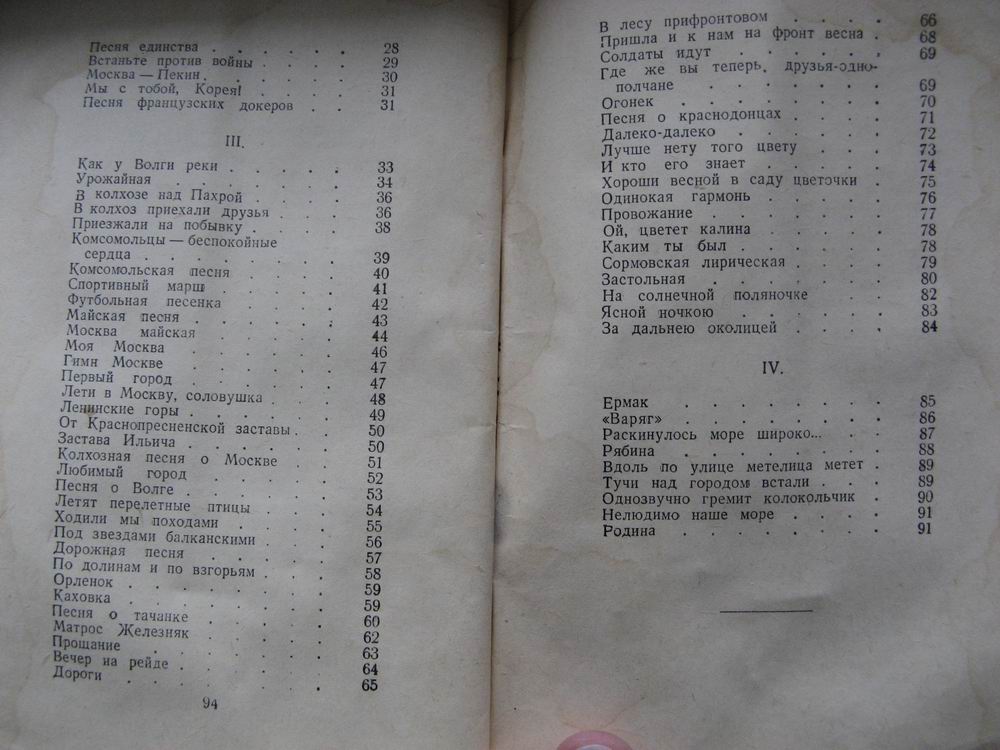 Песня единства . . . . . . 28
Встаньте против войны . . . . 29
Москва — Пекин . . . . . . 30
Мы с тобой, Корея! . . . . 31
Песня французских докеров . . 31
III.
Как у Волги реки . . . . . 33
Урожайная . . . . . . . 34
В колхозе над Пахрой . . . . 36
В колхоз приехали друзья . . . 36
Приезжали на побывку . . . . 38
Комсомольцы — беспокойные
сердца . . . . . . . . 39
Комсомольская песня . . . . 40
Спортивный марш . . . . . 41
Футбольная песенка . . . . 42
Майская песня . . . . . . 43
Москва майская . . . . . 44
Моя Москва . . . . . . 46
Гимн Москве . . . . . . 47
Первый город . . . . . . 47
Лети в Москву, соловушка . . . 48
Ленинские горы . . . . . . 49
От Краснопресненской заставы . . 50
Застава Ильича . . . . . . 50
Колхозная песня о Москве . . . 51
Любимый город . . . . . 52
Песня о Волге . . . . . . 53
Летят перелетные птицы . . . . 54
Ходили мы походами . . . . 55
Под звездами балканскими . . . 56
Дорожная песня . . . . . 57
По долинам и по взгорьям . . . 58
Орленок . . . . . . . . 59
Каховка . . . . . . . . 59
Песня о тачанке . . . . . 60
Матрос Железняк . . . . . 62
Прощание . . . . . . . 63
Вечер на рейде . . . . . . 64
Дороги . . . . . . . . 65
94
В лесу прифронтовом . . . . 66
Пришла и к нам на фронт весна . 68
Солдаты идут . . . . . . 69
Где же вы теперь, друзья-одно-
полчане . . . . . . . 69
Огонек . . . . . . . . 70
Песня о краснодонцах . . . . 71
Далеко-далеко . . . . . . 72
Лучше нету того цвету . . . 73
И кто его знает . . . . . 74
Хороши весной в саду цветочки . 75
Одинокая гармонь . . . . . 76
Провожание . . . . . . . 77
Ой, цветет калина . . . . . 78
Каким ты был . . . . . . 78
Сормовская лирическая . . . . 79
Застольная . . . . . . . 80
На солнечной поляночке . . 82
Ясной ночкою . . . . . . 83
За дальнею околицей . . . . 84
IV.
Ермак . . . . . . . . 85
«Варяг» . . . . . . . . 86
Раскинулось море широко... . . 87
Рябина . . . . . . . . 88
Вдоль по улице метелица метет . 89
Тучи над городом встали . . . 89
Однозвучно гремит колокольчик . 90
Нелюдимо наше море . . . . 91
Родина . . . . . . . . 91